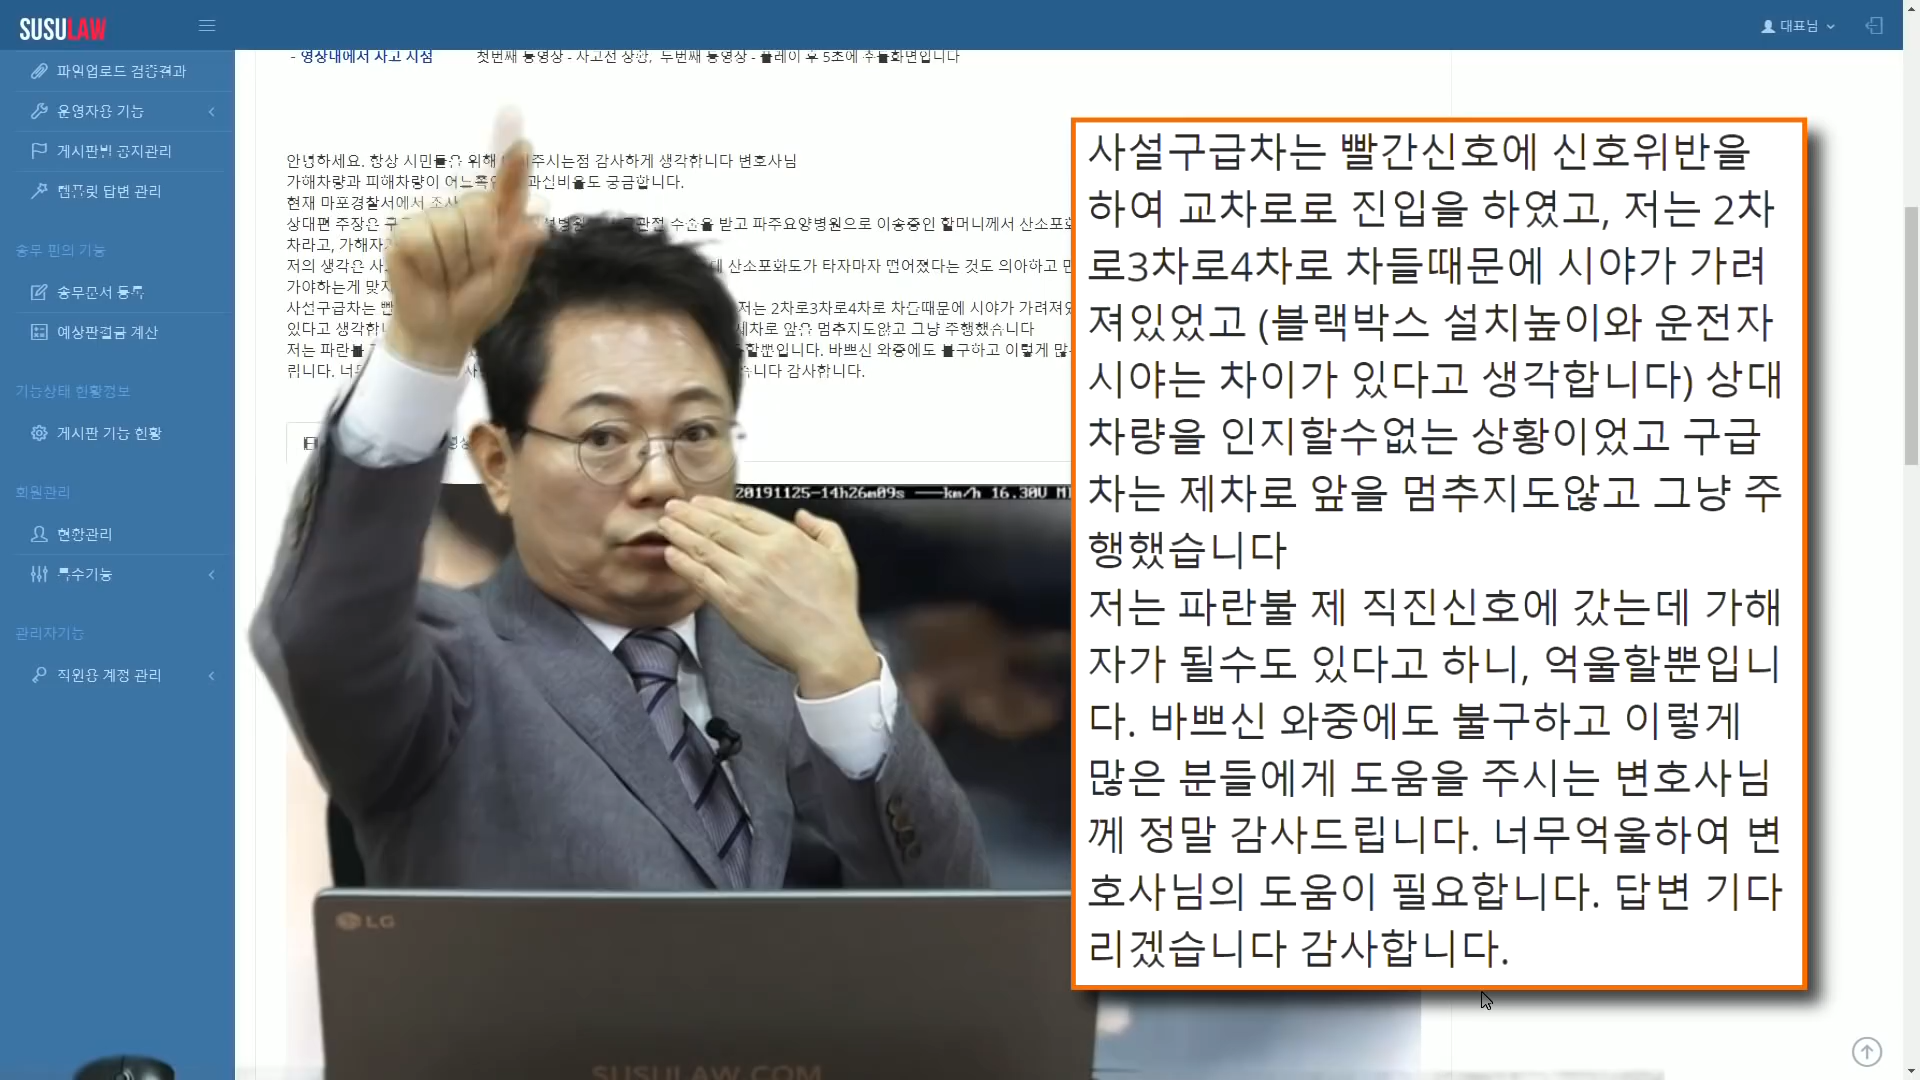 SUSULAW
대표님
파일업로드 검증결과
운영자용 기능
게시판별 공지관리
템플릿 답변 관리
송무 편의 기능
송무문서 등록
예상판결금 계산
기능상태 현황정보
게시판 기능 현황
회원관리
현황관리
특수기능
관리자기능
직원용 계정 관리
- 영상내에서 사고 시점 첫번째 동영상 - 사고전 상황, 두번째 동영상 - 플레이 후 5초에 추돌화면입니다
안녕하세요. 항상 시민들을 위해 주시는점 감사하게 생각합니다 변호사님
가해차량과 피해차량이 과실비율도 궁금합니다.
현재 마포경찰서에서 조사
상대편 주장은 수술을 받고 파주요양병원으로 이송중인 할머니께서 산소포화
차라고, 가해자
저의 생각은 산소포화도가 타자마자 떨어졌다는 것도 의아하고
가야하는게 맞지
사설구급차는 저는 2차로3차로4차로 차들때문에 시야가 가려져있
있다고 생각합니 제차로 앞을 멈추지도않고 그냥 주행했습니다
저는 파란불 할뿐입니다. 바쁘신 와중에도 불구하고 이렇게 많
립니다. 너무 니다 감사합니다.
20191125-14h26m09s ──km/h 16.30V
사설구급차는 빨간신호에 신호위반을
하여 교차로로 진입을 하였고, 저는 2차
로3차로4차로 차들때문에 시야가 가려
져있었고 (블랙박스 설치높이와 운전자
시야는 차이가 있다고 생각합니다) 상대
차량을 인지할수없는 상황이었고 구급
차는 제차로 앞을 멈추지도않고 그냥 주
행했습니다
저는 파란불 제 직진신호에 갔는데 가해
자가 될수도 있다고 하니, 억울할뿐입니
다. 바쁘신 와중에도 불구하고 이렇게
많은 분들에게 도움을 주시는 변호사님
께 정말 감사드립니다. 너무억울하여 변
호사님의 도움이 필요합니다. 답변 기다
리겠습니다 감사합니다.
LG
SUSULAW.COM